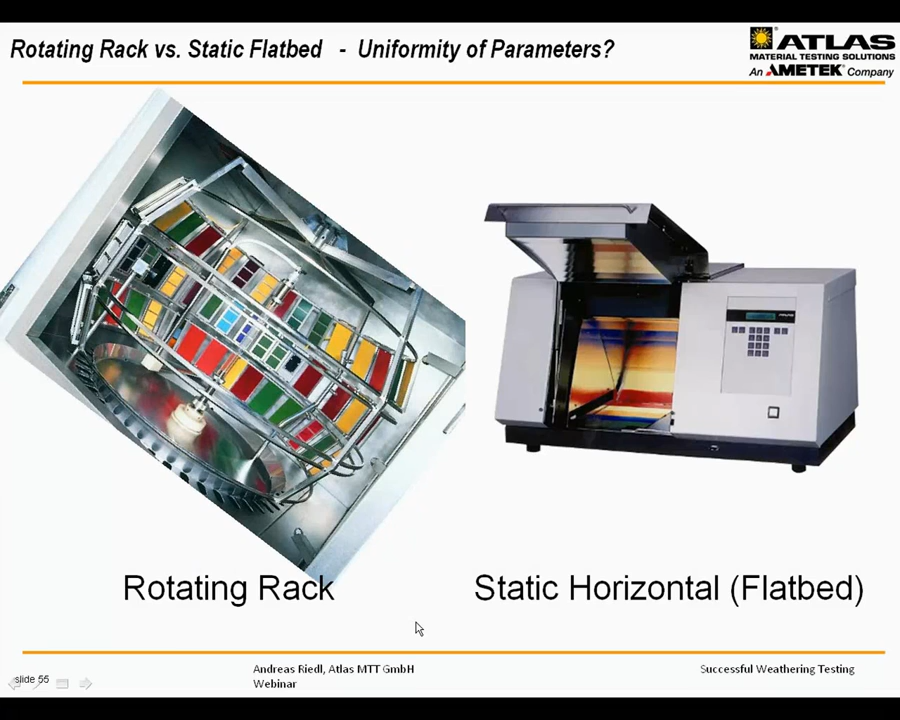 Rotating Rack vs. Static Flatbed - Uniformity of Parameters?
ATLAS
MATERIAL TESTING SOLUTIONS
An AMETEK® Company
Rotating Rack
Static Horizontal (Flatbed)
slide 55
Andreas Riedl, Atlas MTT GmbH
Webinar
Successful Weathering Testing